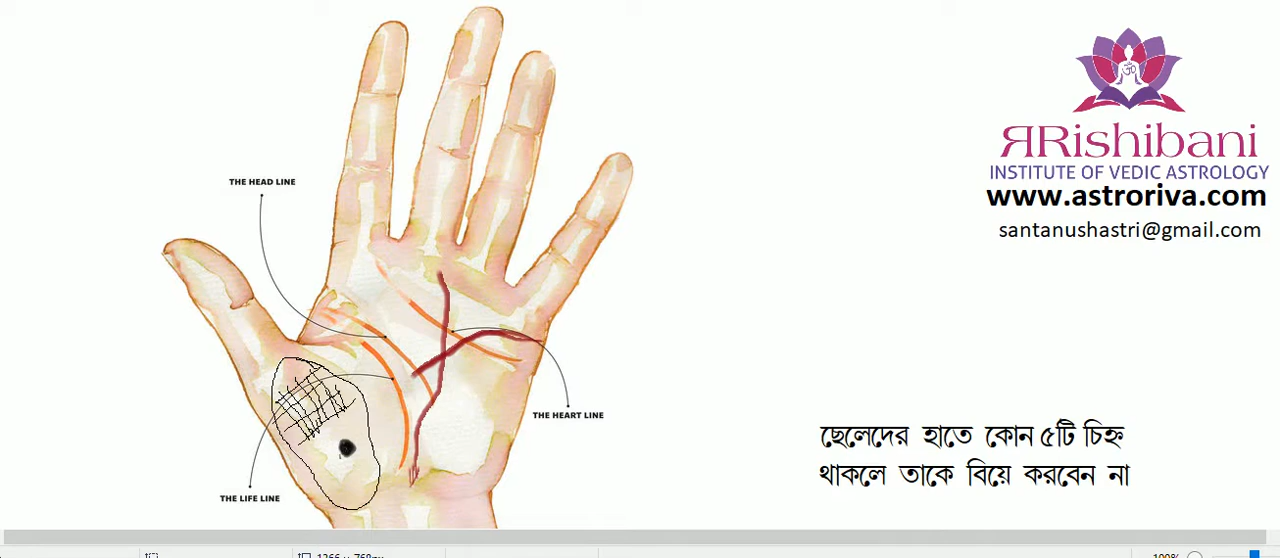 ЯRishibani
INSTITUTE OF VEDIC ASTROLOGY
www.astroriva.com
santanushastri@gmail.com
THE HEAD LINE
THE HEART LINE
THE LIFE LINE
ছেলেদের হাতে কোন ৫টি চিহ্ন
থাকলে তাকে বিয়ে করবেন না
100%